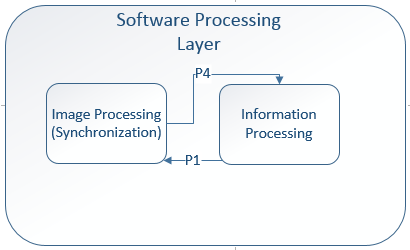 Software Processing
Layer
P4
Image Processing
(Synchronization)
Information
Processing
P1